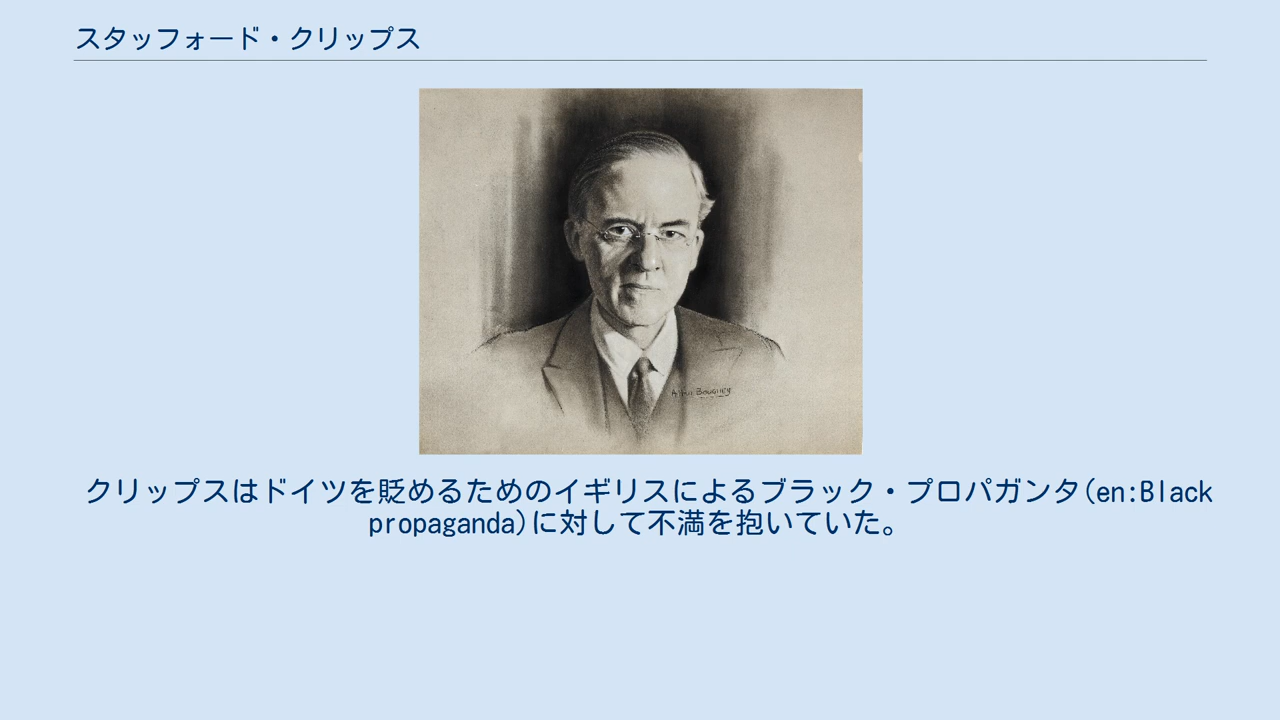 スタッフォード・クリップス
クリップスはドイツを貶めるためのイギリスによるブラック・プロパガンタ(en:Black
propaganda)に対して不満を抱いていた。